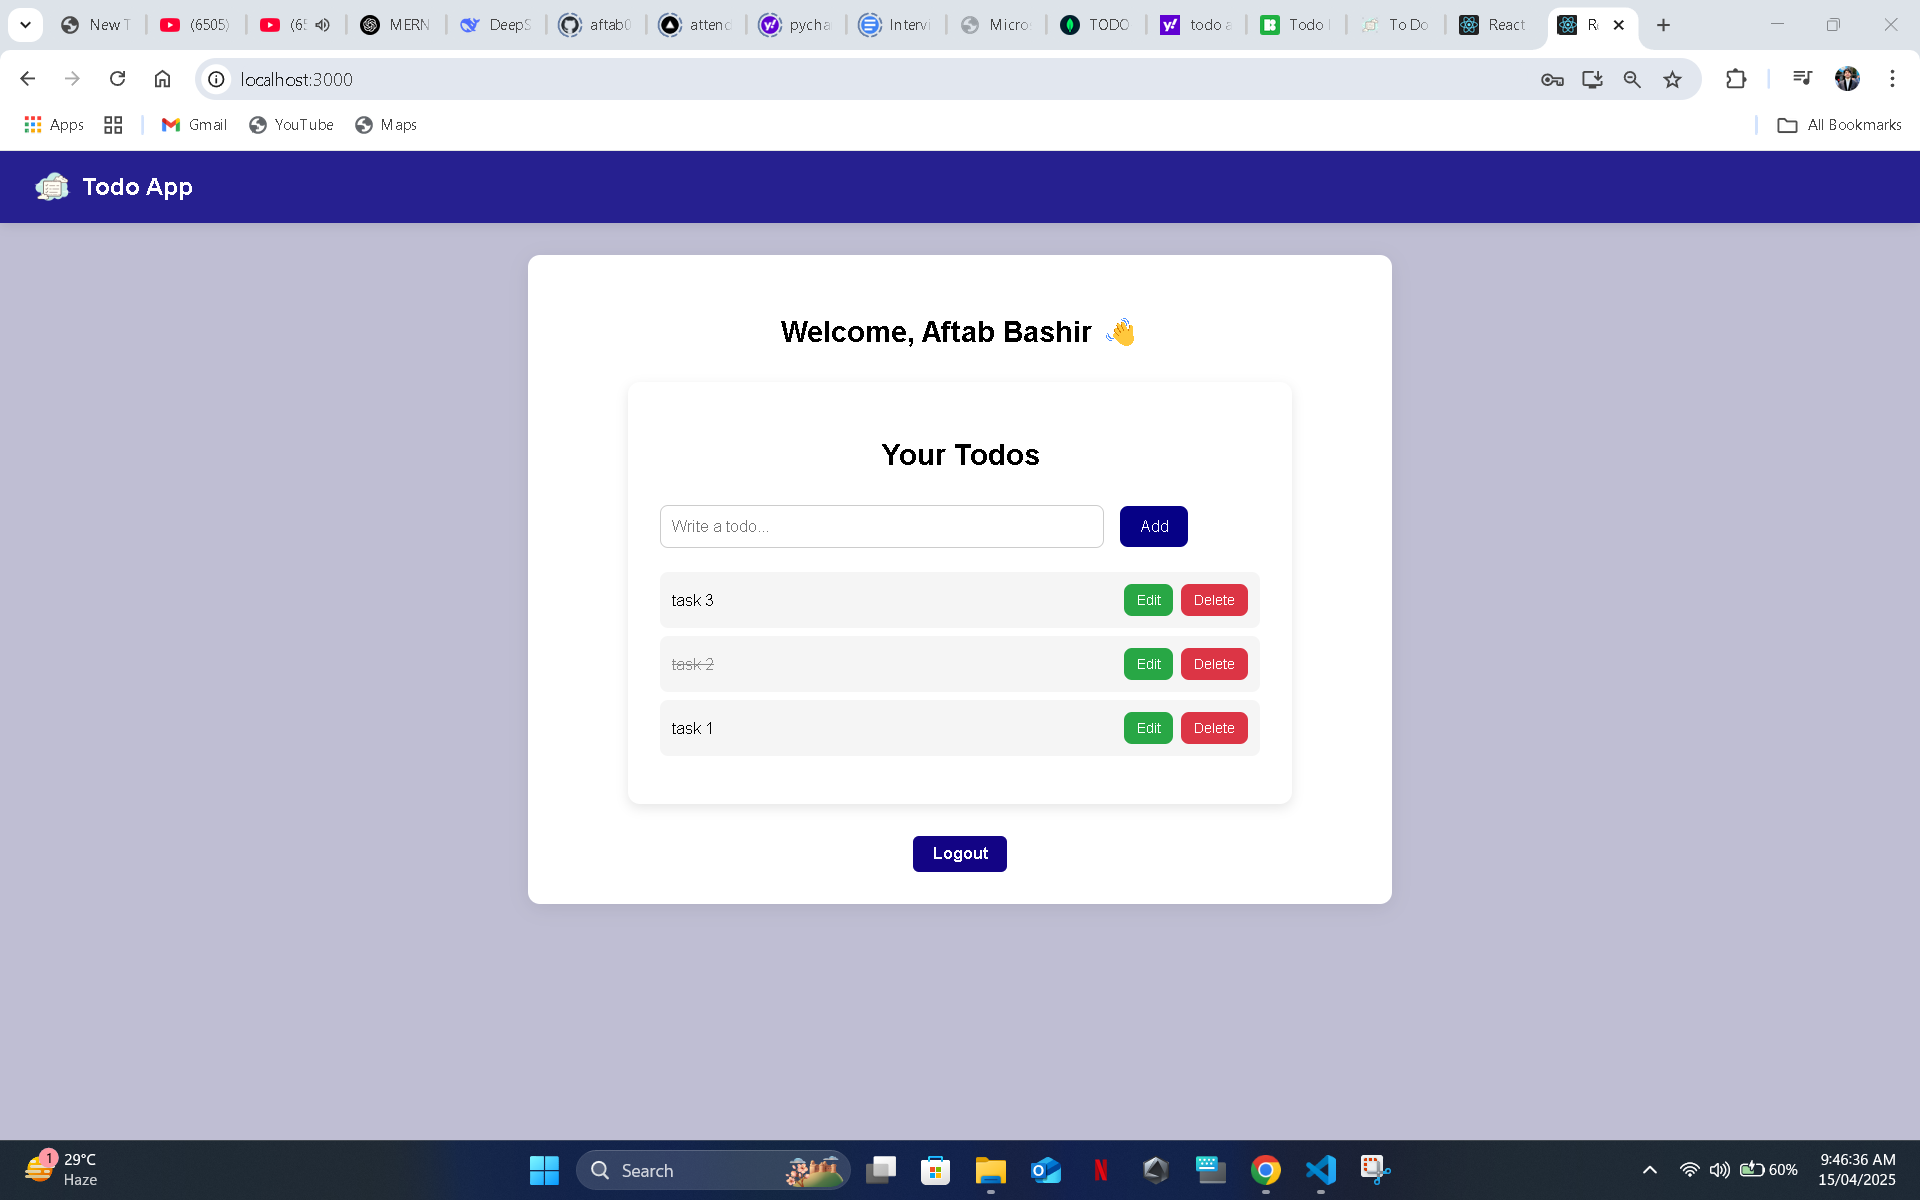 New T (6505) (65 MERN DeepS aftab0 attend pycha Intervi Micro TODO todo a Todo To Do React R
localhost:3000
Apps Gmail YouTube Maps All Bookmarks
Todo App
Welcome, Aftab Bashir 👋
Your Todos
Write a todo... Add
task 3 Edit Delete
task 2 Edit Delete
task 1 Edit Delete
Logout
1 29°C
Haze
Search
60%
9:46:36 AM
15/04/2025